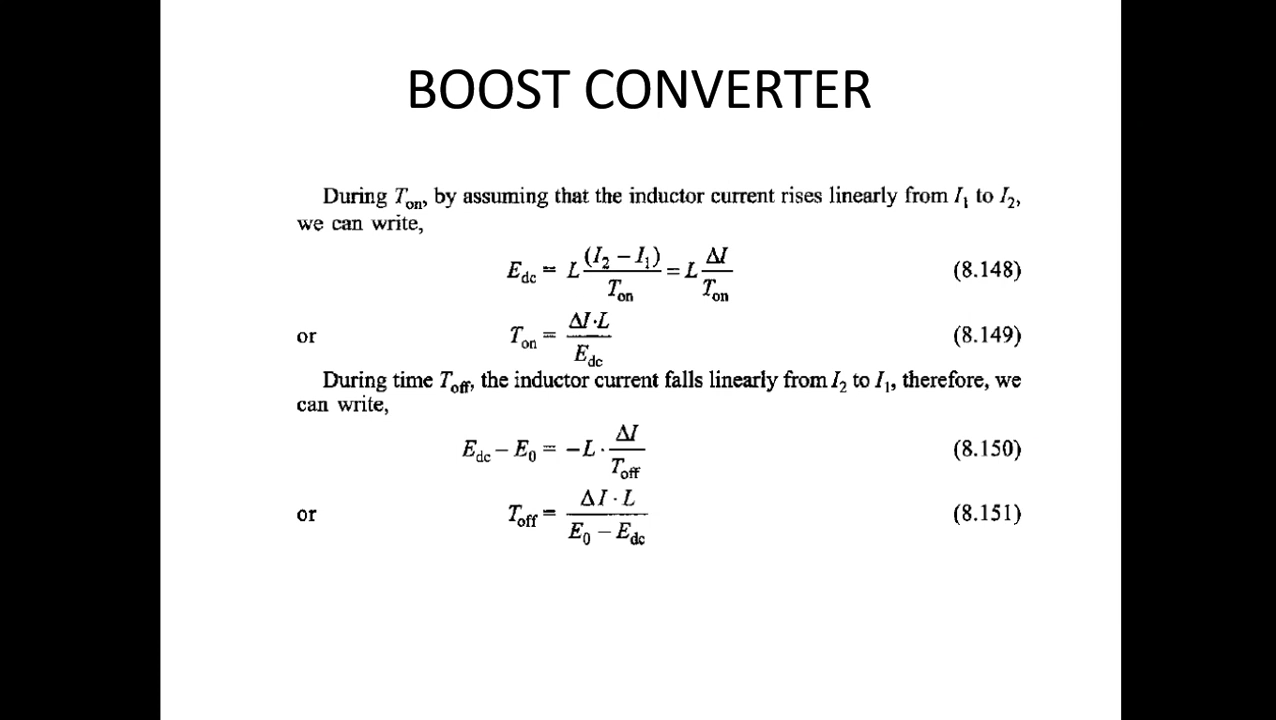 BOOST CONVERTER
During T_on, by assuming that the inductor current rises linearly from I_1 to I_2,
we can write,
E_dc = L (I_2 − I_1)/T_on = L ΔI/T_on (8.148)
or T_on = ΔI·L/E_dc (8.149)
During time T_off, the inductor current falls linearly from I_2 to I_1, therefore, we
can write,
E_dc − E_0 = −L · ΔI/T_off (8.150)
or T_off = ΔI · L/(E_0 − E_dc) (8.151)